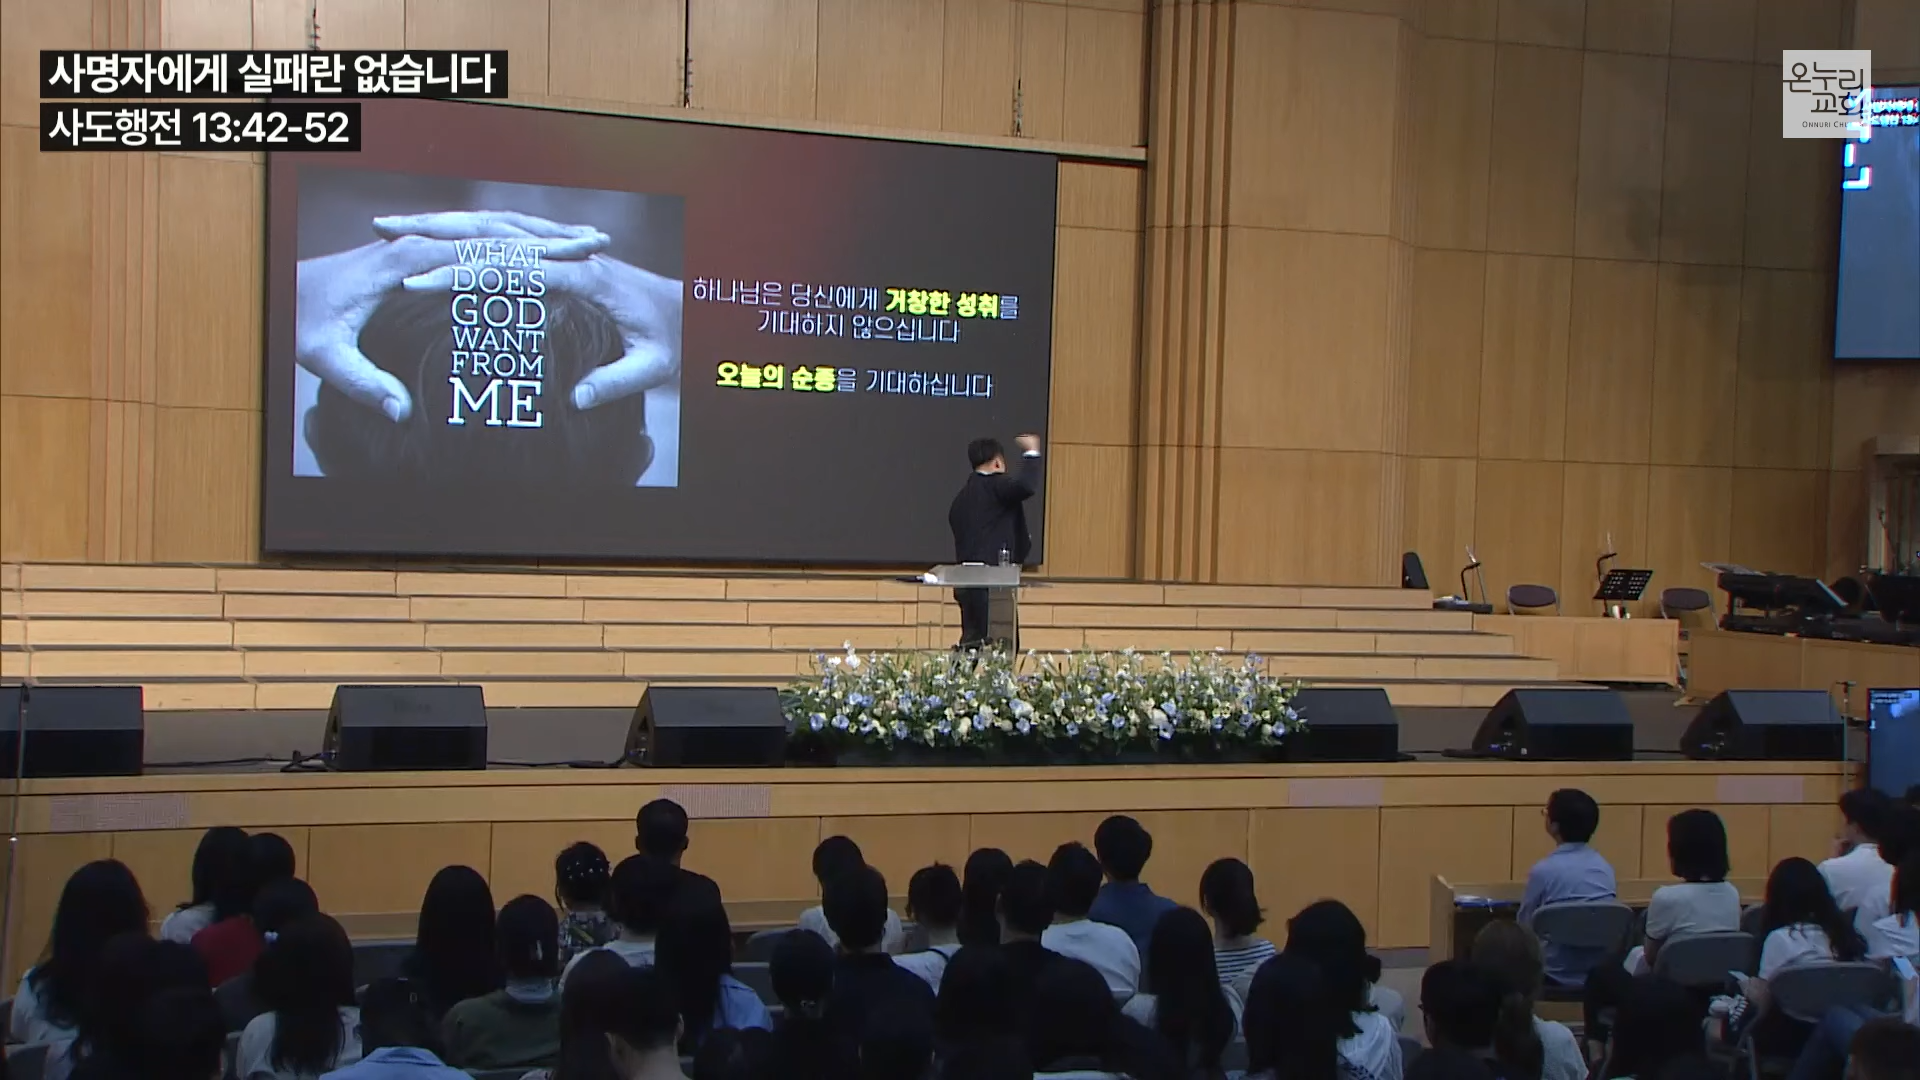 사명자에게 실패란 없습니다
사도행전 13:42-52
온누리
교회
ONNURI
WHAT
DOES
GOD
WANT
FROM
ME
하나님은 당신에게 거창한 성취를
기대하지 않으십니다
오늘의 순종을 기대하십니다